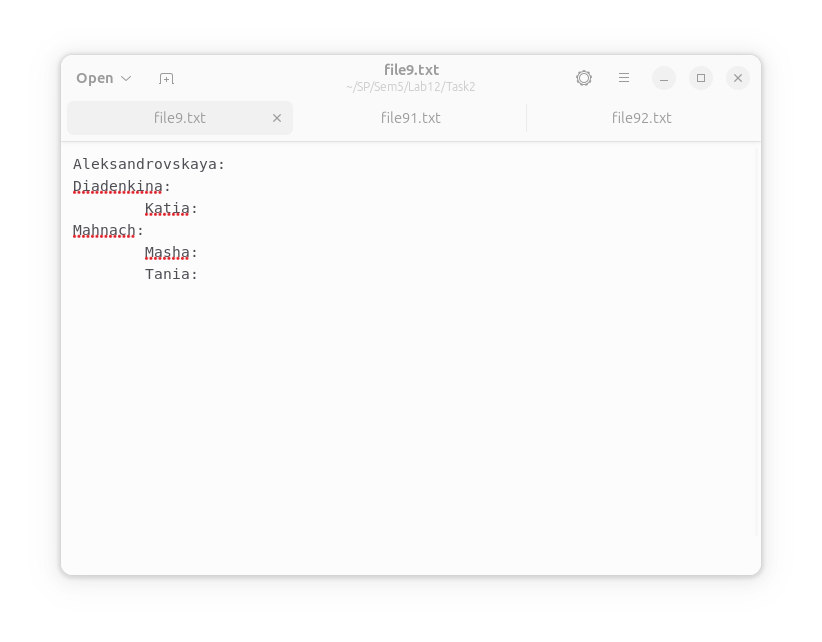 Open
file9.txt
~/SP/Sem5/Lab12/Task2
file9.txt
file91.txt
file92.txt
Aleksandrovskaya:
Diadenkina:
Katia:
Mahnach:
Masha:
Tania: